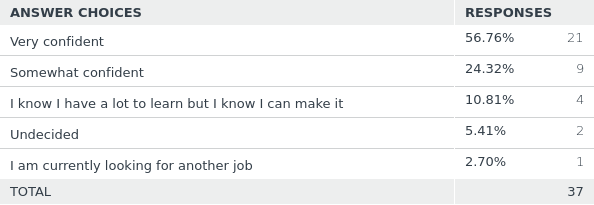 ANSWER CHOICES RESPONSES
Very confident 56.76% 21
Somewhat confident 24.32% 9
I know I have a lot to learn but I know I can make it 10.81% 4
Undecided 5.41% 2
I am currently looking for another job 2.70% 1
TOTAL 37